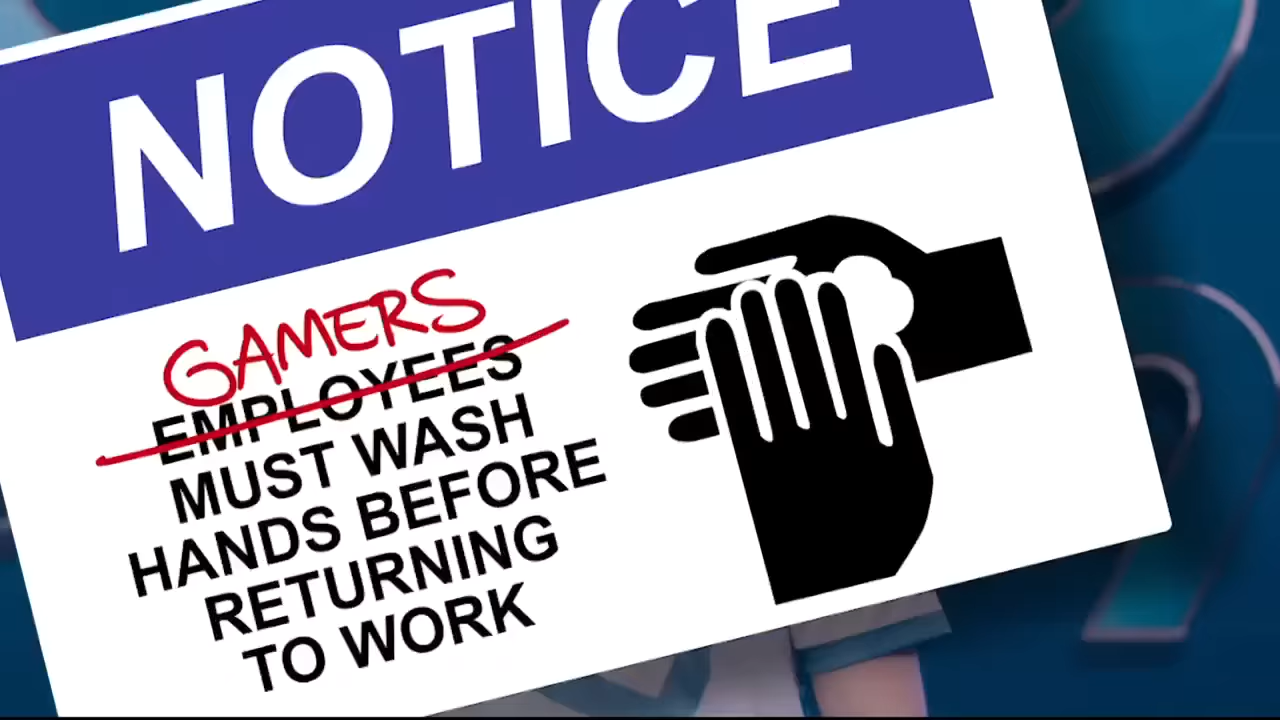 NOTICE
GAMERS
EMPLOYEES
MUST WASH
HANDS BEFORE
RETURNING
TO WORK